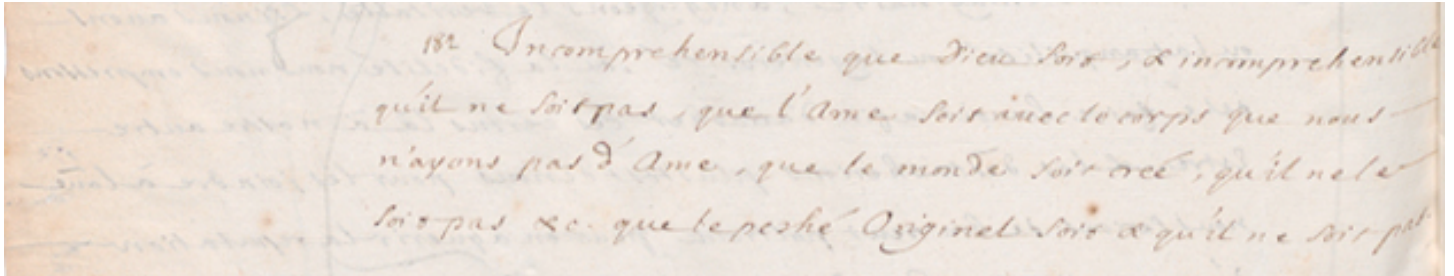 182 Incomprehensible que Dieu soit, & incomprehensible
qu'il ne soit pas, que l'Ame soit avec le corps que nous
n'ayons pas d'Ame, que le monde soit creé, qu'il ne le
soit pas &c. que le peché Originel soit & qu'il ne soit pas.